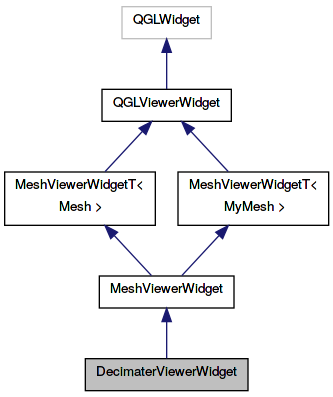 QGLWidget
QGLViewerWidget
MeshViewerWidgetT<
Mesh >
MeshViewerWidgetT<
MyMesh >
MeshViewerWidget
DecimaterViewerWidget